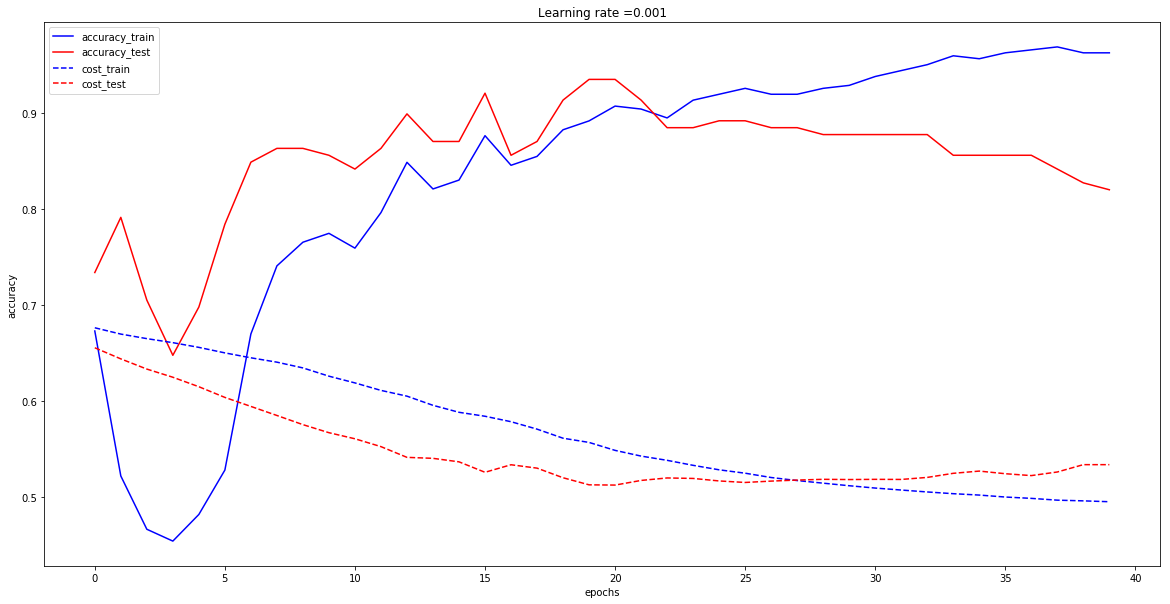 Learning rate =0.001
accuracy_train
accuracy_test
cost_train
cost_test
accuracy
0.9
0.8
0.7
0.6
0.5
0 5 10 15 20 25 30 35 40
epochs